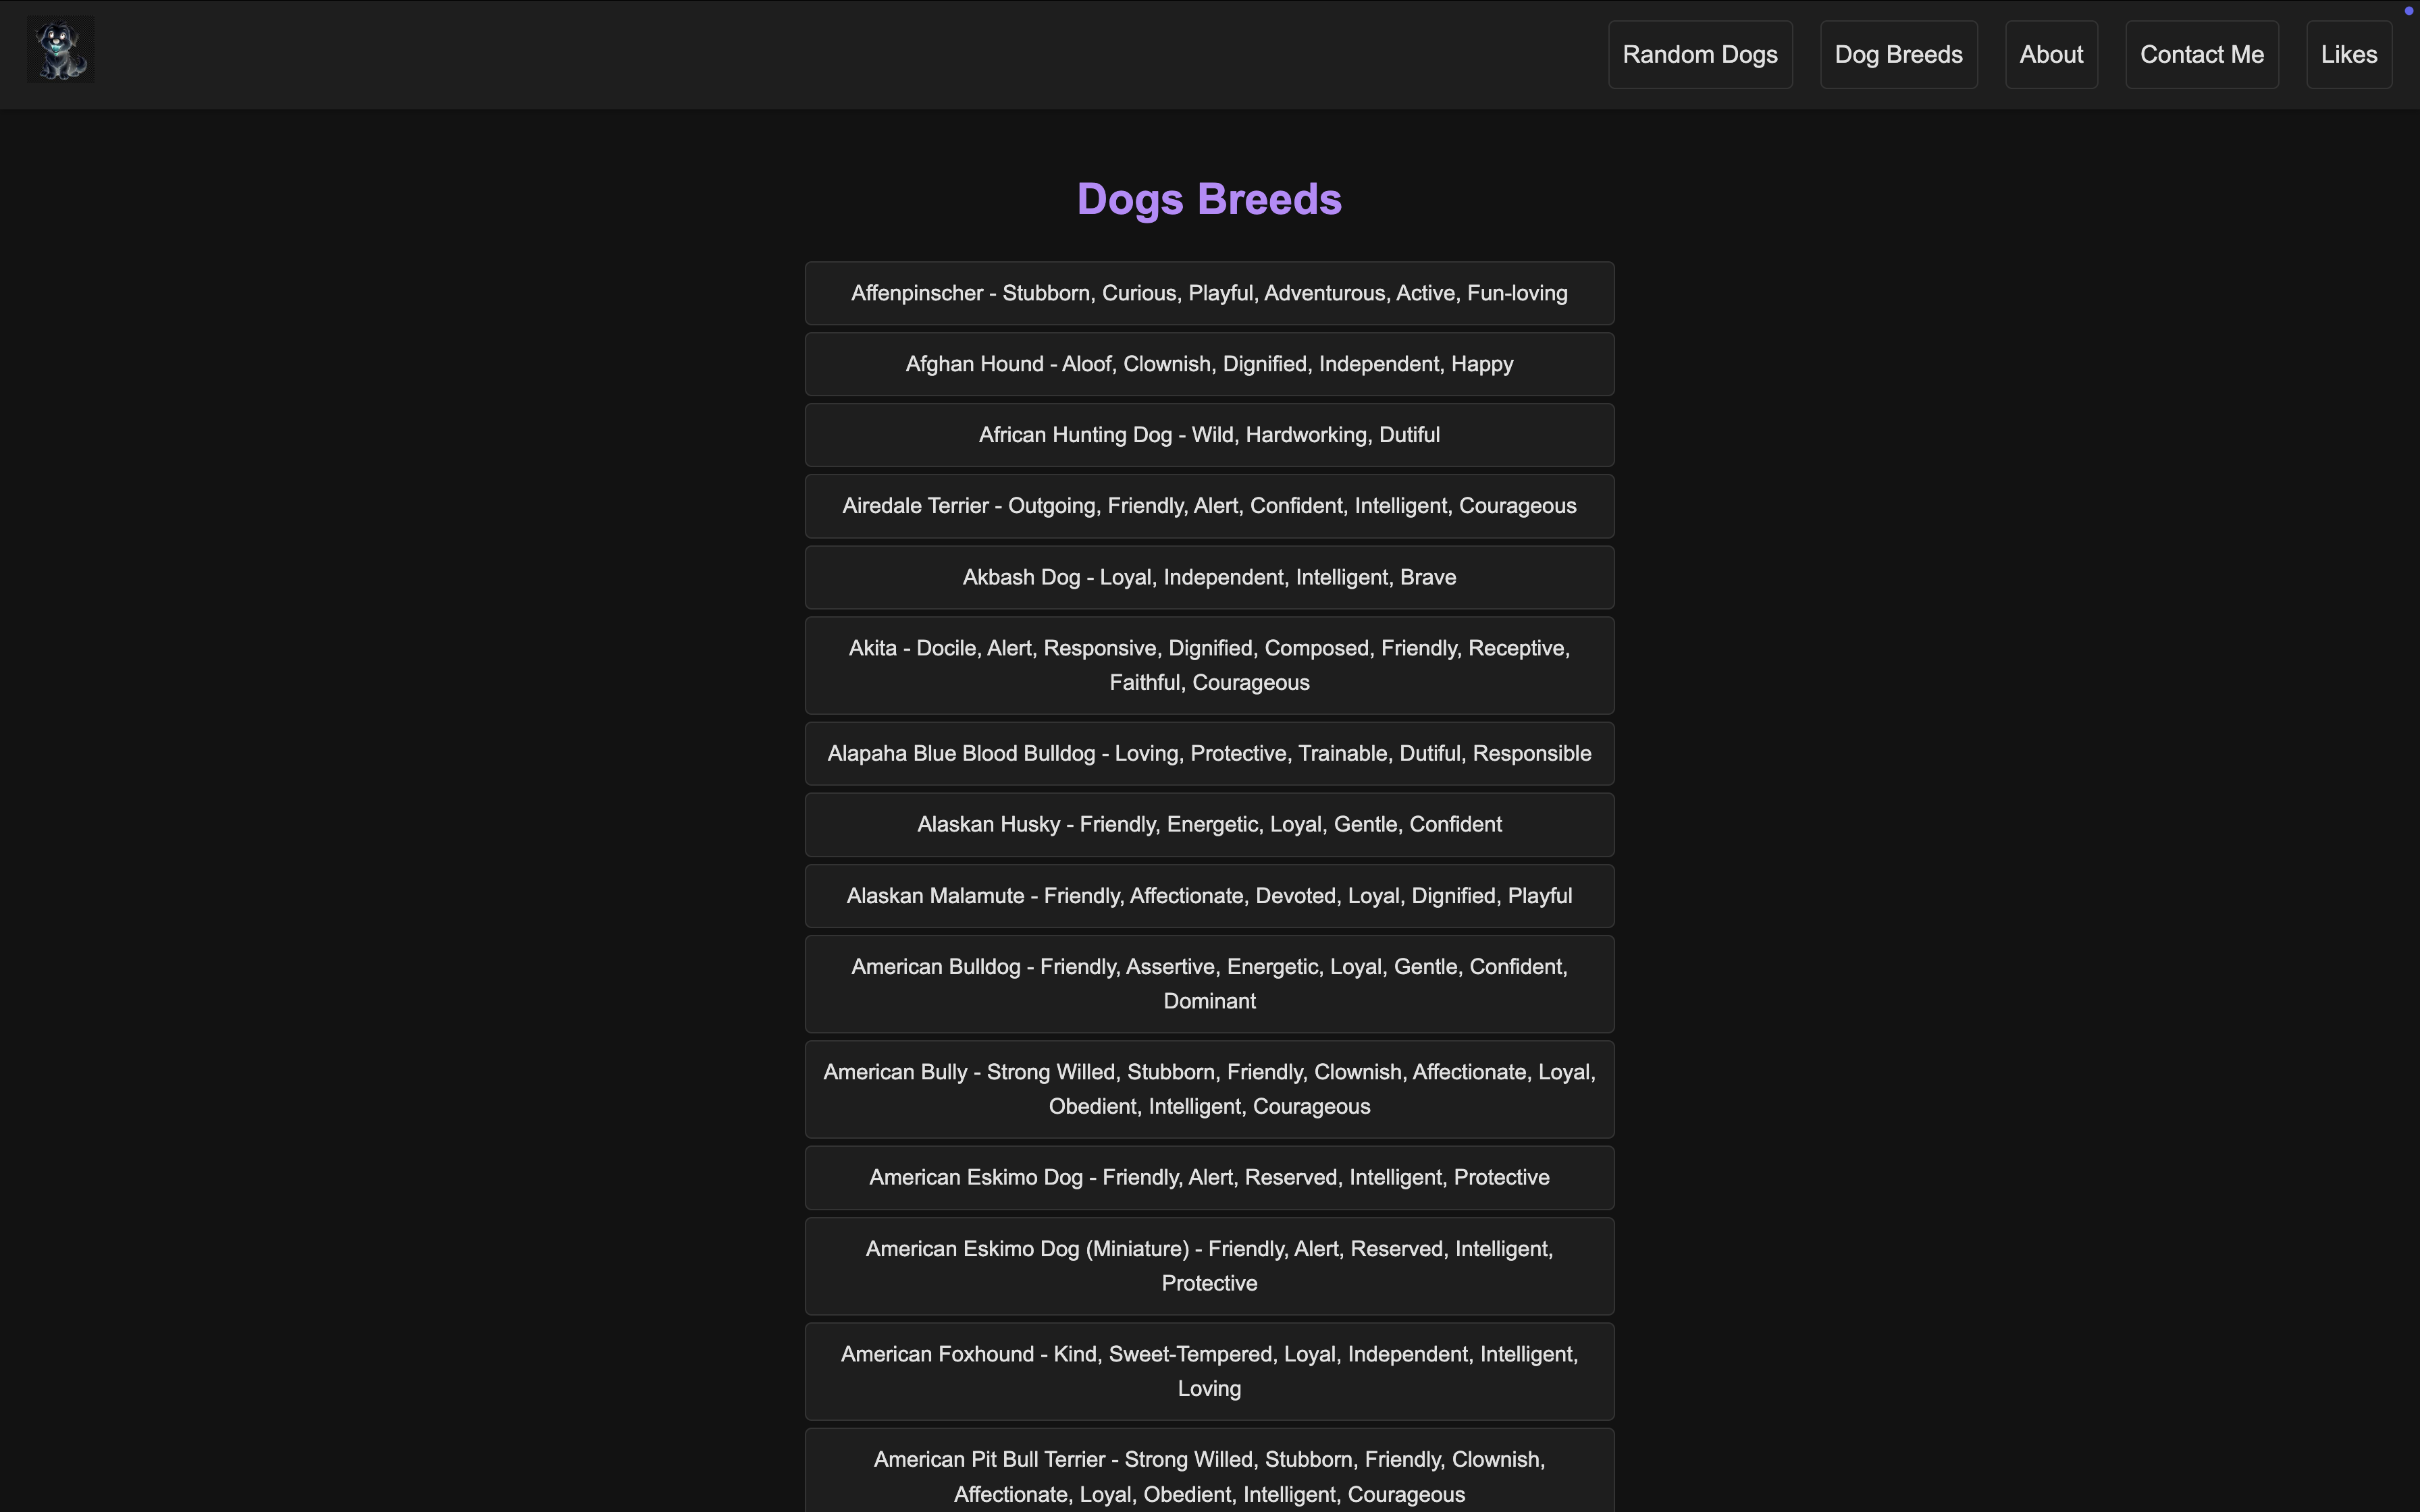 Random Dogs
Dog Breeds
About
Contact Me
Likes
Dogs Breeds
Affenpinscher - Stubborn, Curious, Playful, Adventurous, Active, Fun-loving
Afghan Hound - Aloof, Clownish, Dignified, Independent, Happy
African Hunting Dog - Wild, Hardworking, Dutiful
Airedale Terrier - Outgoing, Friendly, Alert, Confident, Intelligent, Courageous
Akbash Dog - Loyal, Independent, Intelligent, Brave
Akita - Docile, Alert, Responsive, Dignified, Composed, Friendly, Receptive,
Faithful, Courageous
Alapaha Blue Blood Bulldog - Loving, Protective, Trainable, Dutiful, Responsible
Alaskan Husky - Friendly, Energetic, Loyal, Gentle, Confident
Alaskan Malamute - Friendly, Affectionate, Devoted, Loyal, Dignified, Playful
American Bulldog - Friendly, Assertive, Energetic, Loyal, Gentle, Confident,
Dominant
American Bully - Strong Willed, Stubborn, Friendly, Clownish, Affectionate, Loyal,
Obedient, Intelligent, Courageous
American Eskimo Dog - Friendly, Alert, Reserved, Intelligent, Protective
American Eskimo Dog (Miniature) - Friendly, Alert, Reserved, Intelligent,
Protective
American Foxhound - Kind, Sweet-Tempered, Loyal, Independent, Intelligent,
Loving
American Pit Bull Terrier - Strong Willed, Stubborn, Friendly, Clownish,
Affectionate, Loyal, Obedient, Intelligent, Courageous